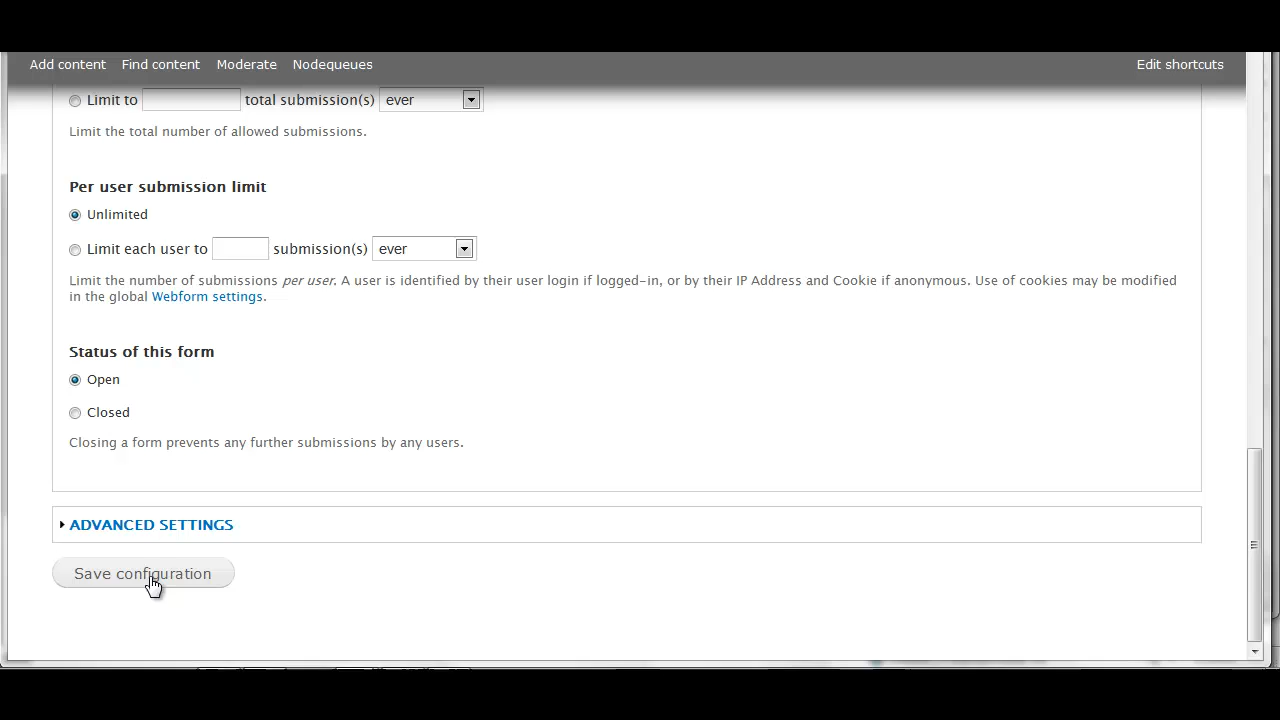 Add content Find content Moderate Nodequeues Edit shortcuts
Limit to total submission(s) ever
Limit the total number of allowed submissions.
Per user submission limit
Unlimited
Limit each user to submission(s) ever
Limit the number of submissions per user. A user is identified by their user login if logged-in, or by their IP Address and Cookie if anonymous. Use of cookies may be modified
in the global Webform settings.
Status of this form
Open
Closed
Closing a form prevents any further submissions by any users.
ADVANCED SETTINGS
Save configuration